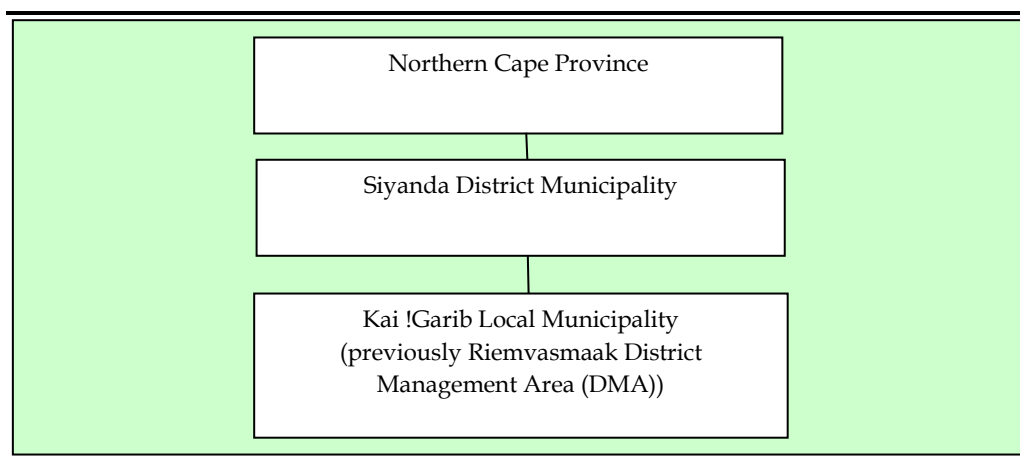 Northern Cape Province
Siyanda District Municipality
Kai !Garib Local Municipality
(previously Riemvasmaak District
Management Area (DMA))